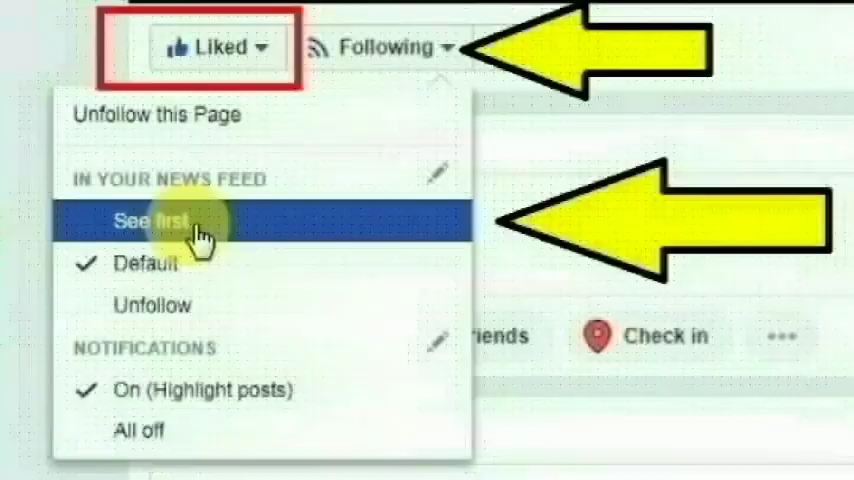 Liked Following
Unfollow this Page
IN YOUR NEWS FEED
See first
Default
Unfollow
NOTIFICATIONS
On (Highlight posts)
All off
riends Check in